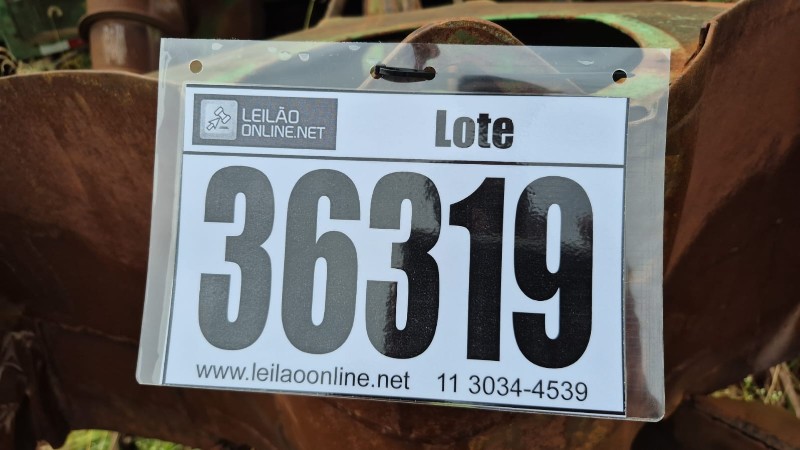 LEILÃO
ONLINE.NET
Lote
36319
www.leilaoonline.net 11 3034-4539